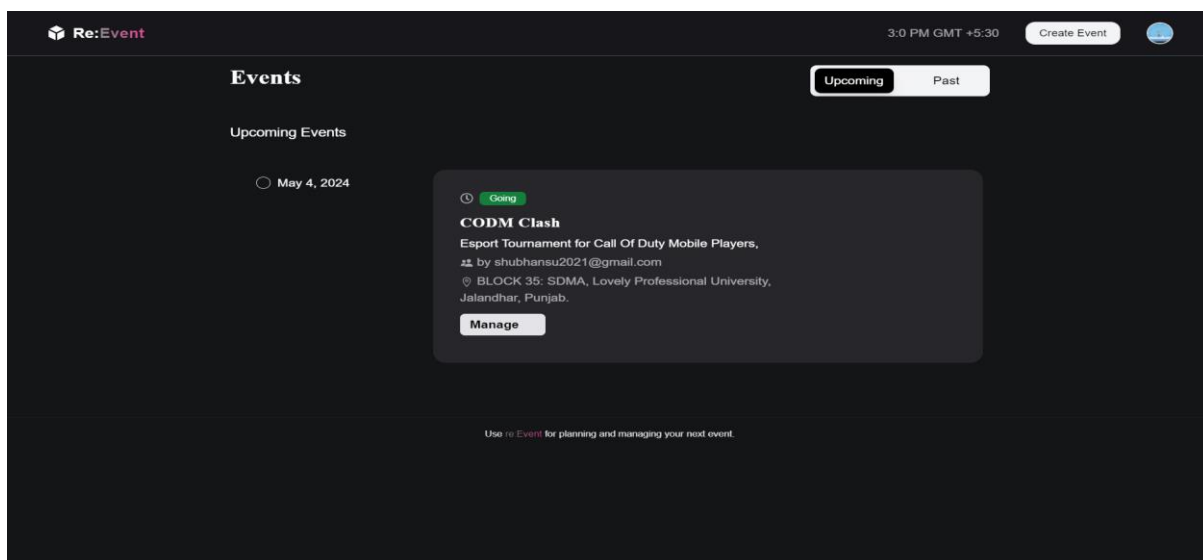 Re:Event
3:0 PM GMT +5:30
Create Event
Events
Upcoming
Past
Upcoming Events
May 4, 2024
Going
CODM Clash
Esport Tournament for Call Of Duty Mobile Players,
by shubhansu2021@gmail.com
BLOCK 35: SDMA, Lovely Professional University,
Jalandhar, Punjab.
Manage
Use re:Event for planning and managing your next event.